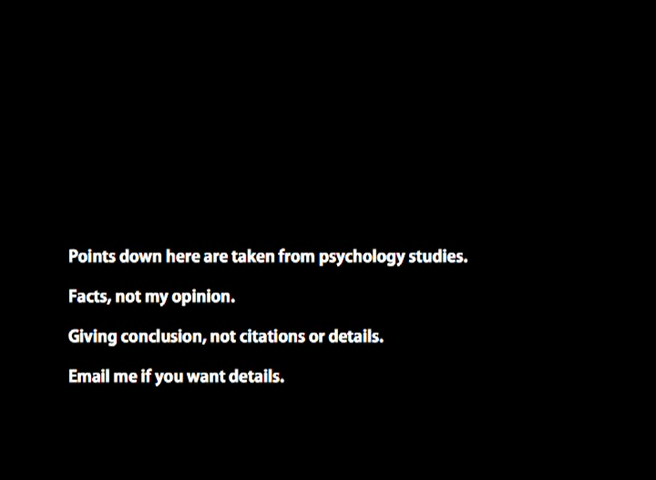 Points down here are taken from psychology studies.
Facts, not my opinion.
Giving conclusion, not citations or details.
Email me if you want details.